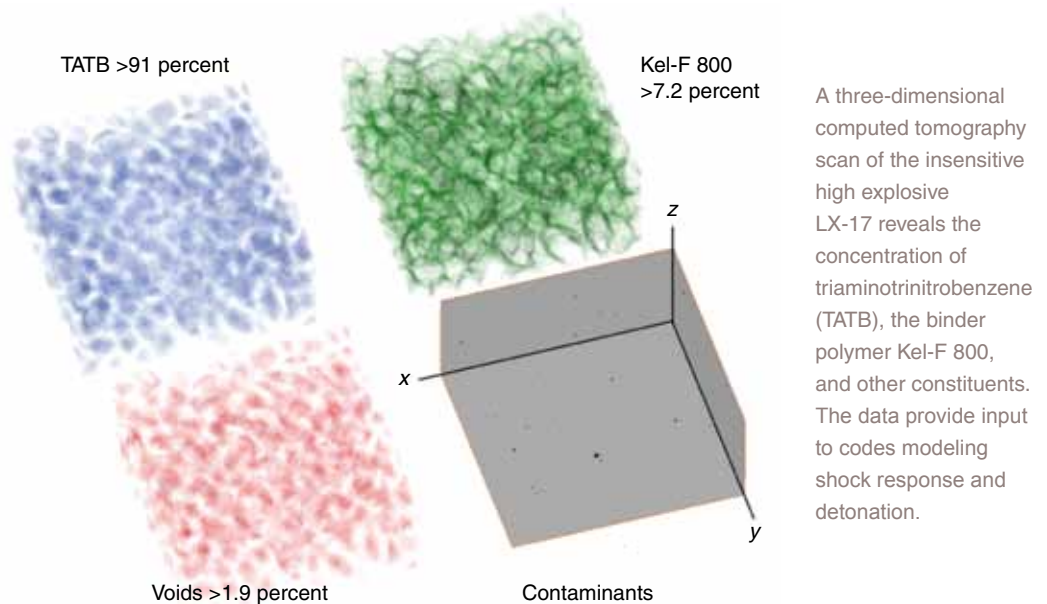 TATB >91 percent
Kel-F 800
>7.2 percent
z
x
y
Voids >1.9 percent
Contaminants
A three-dimensional
computed tomography
scan of the insensitive
high explosive
LX-17 reveals the
concentration of
triaminotrinitrobenzene
(TATB), the binder
polymer Kel-F 800,
and other constituents.
The data provide input
to codes modeling
shock response and
detonation.